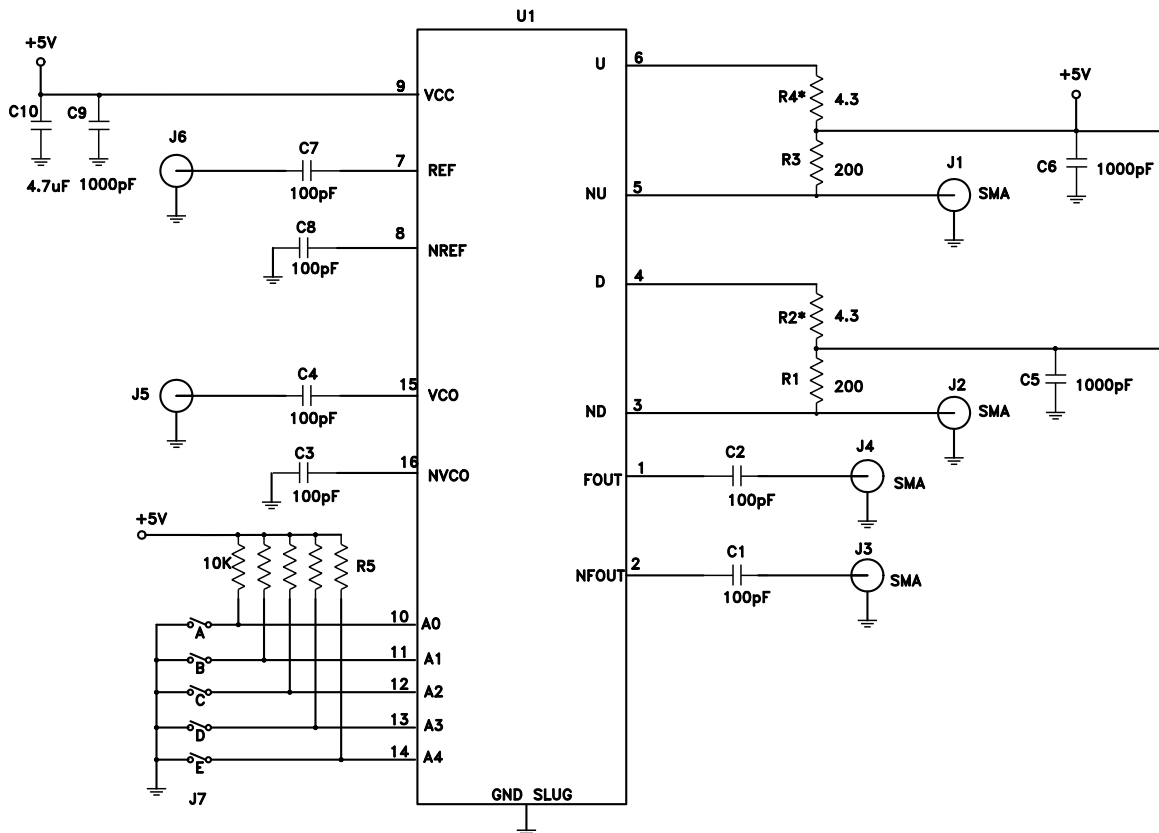 U1
+5V
9
VCC
C10
C9
4.7uF
1000pF
J6
C7
7
REF
100pF
C8
8
NREF
100pF
J5
C4
15
VCO
100pF
C3
16
NVCO
100pF
+5V
10K
R5
A
10
A0
B
11
A1
C
12
A2
D
13
A3
E
14
A4
J7
GND SLUG
U
6
R4*
4.3
+5V
R3
200
C6
1000pF
NU
5
J1
SMA
D
4
R2*
4.3
R1
200
C5
1000pF
ND
3
J2
SMA
FOUT
1
C2
100pF
J4
SMA
NFOUT
2
C1
100pF
J3
SMA